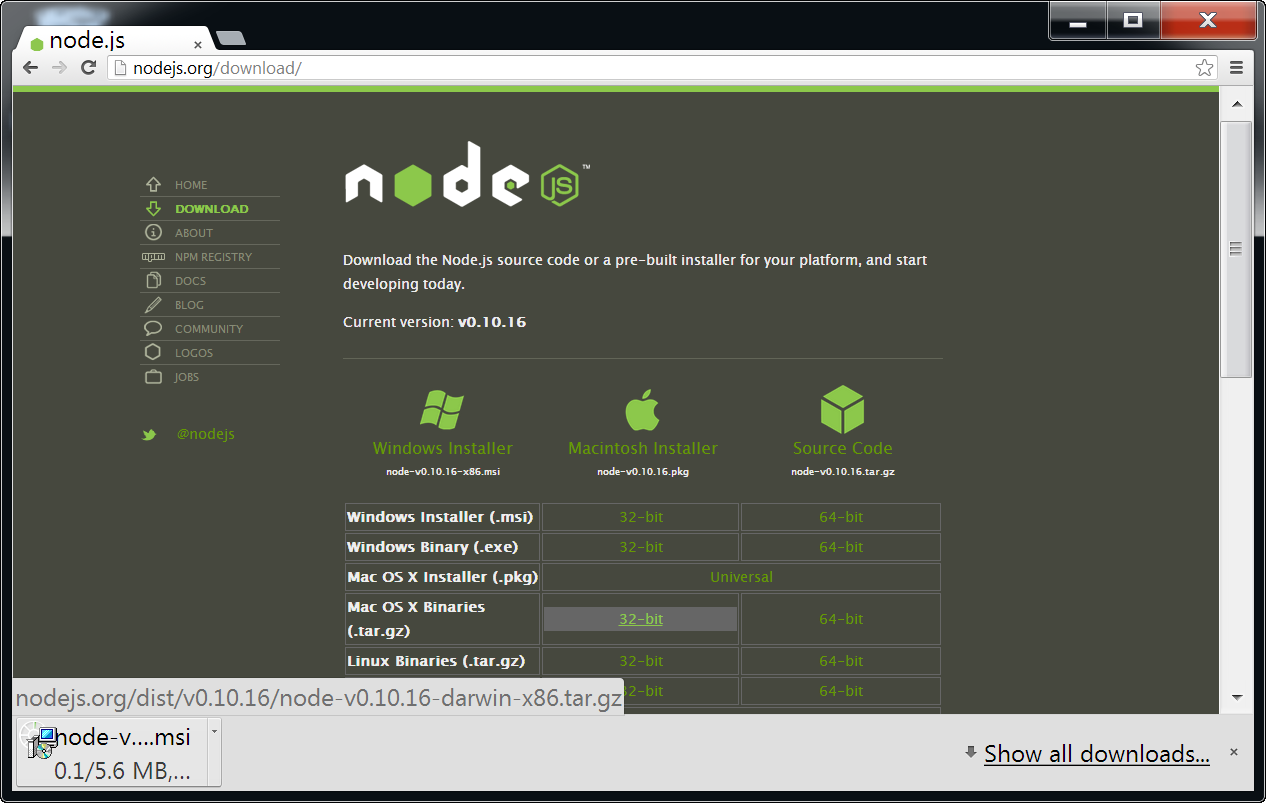 node.js
nodejs.org/download/
HOME
DOWNLOAD
ABOUT
npm NPM REGISTRY
DOCS
BLOG
COMMUNITY
LOGOS
JOBS
@nodejs
node JS ™
Download the Node.js source code or a pre-built installer for your platform, and start
developing today.
Current version: v0.10.16
Windows Installer Macintosh Installer Source Code
node-v0.10.16-x86.msi node-v0.10.16.pkg node-v0.10.16.tar.gz
Windows Installer (.msi) 32-bit 64-bit
Windows Binary (.exe) 32-bit 64-bit
Mac OS X Installer (.pkg) Universal
Mac OS X Binaries
(.tar.gz) 32-bit 64-bit
Linux Binaries (.tar.gz) 32-bit 64-bit
32-bit 64-bit
nodejs.org/dist/v0.10.16/node-v0.10.16-darwin-x86.tar.gz
node-v....msi
0.1/5.6 MB,...
Show all downloads...